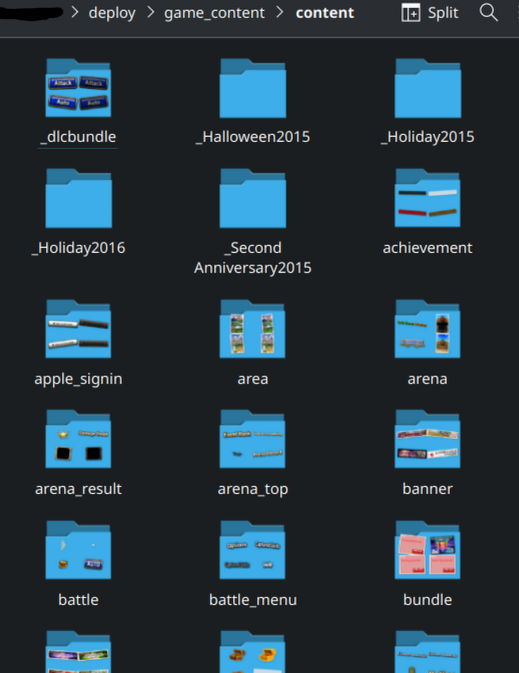 deploy > game_content > content
Split
_dlcbundle
_Halloween2015
_Holiday2015
_Holiday2016
_Second
Anniversary2015
achievement
apple_signin
area
arena
arena_result
arena_top
banner
battle
battle_menu
bundle
Attack
Auto
Auto
Auto